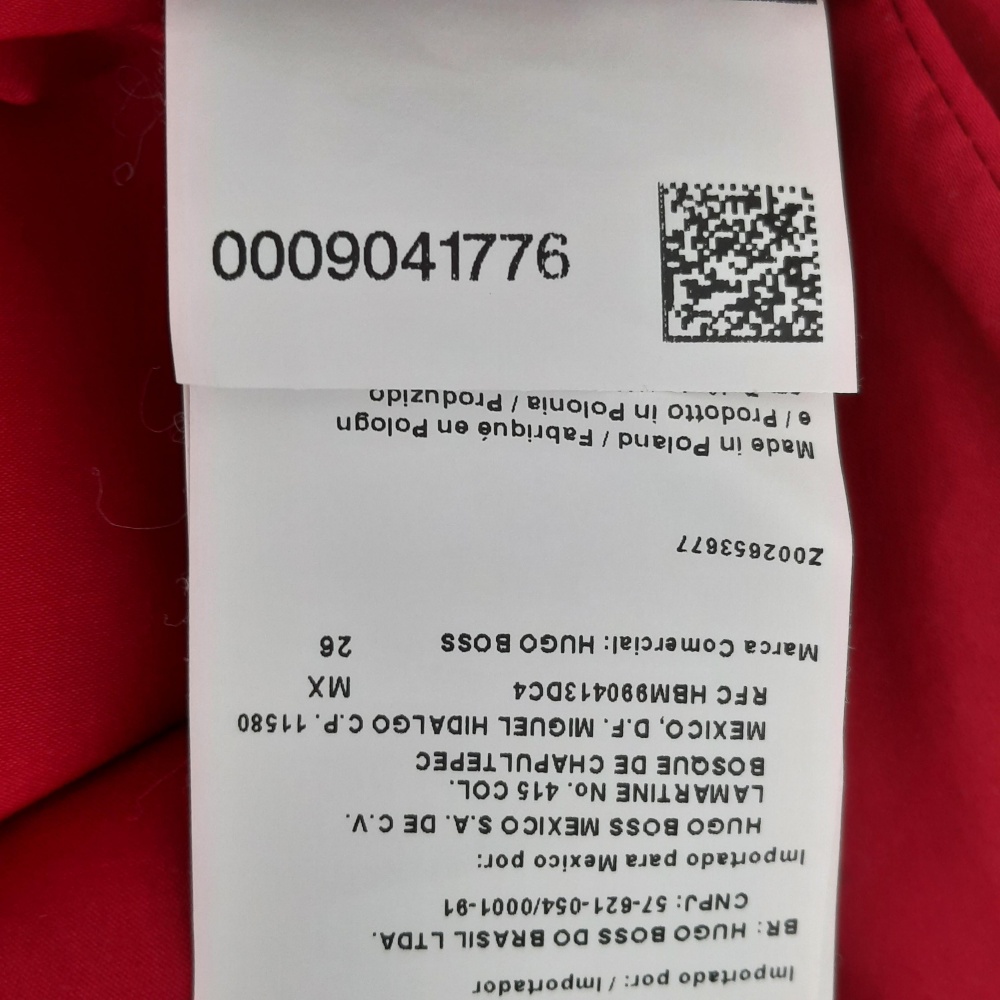 0009041776
Importado por: / Importador
BR: HUGO BOSS DO BRASIL LTDA.
CNPJ: 57-621-054/0001-91
Importado para Mexico por:
HUGO BOSS MEXICO S.A. DE C.V.
LAMARTINE No. 415 COL.
BOSQUE DE CHAPULTEPEC
MEXICO, D.F. MIGUEL HIDALGO C.P. 11580
RFC HBM990413DC4 MX
Marca Comercial: HUGO BOSS 26
Z002653677
Made in Poland / Fabriqué en Pologn
e / Prodotto in Polonia / Produzido